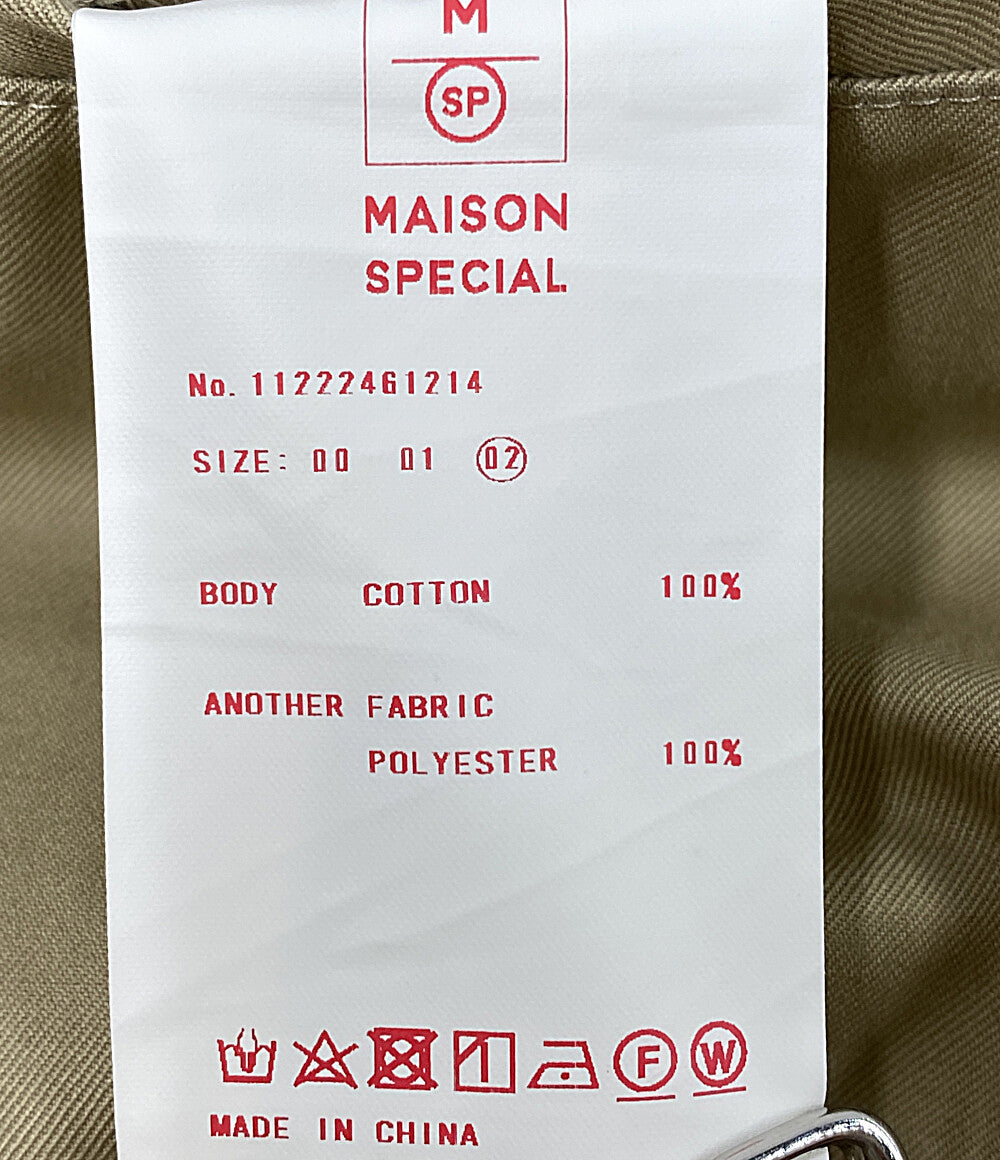 M
SP
MAISON
SPECIAL
No. 11222461214
SIZE: 00 01 02
BODY COTTON 100%
ANOTHER FABRIC
POLYESTER 100%
F W
MADE IN CHINA